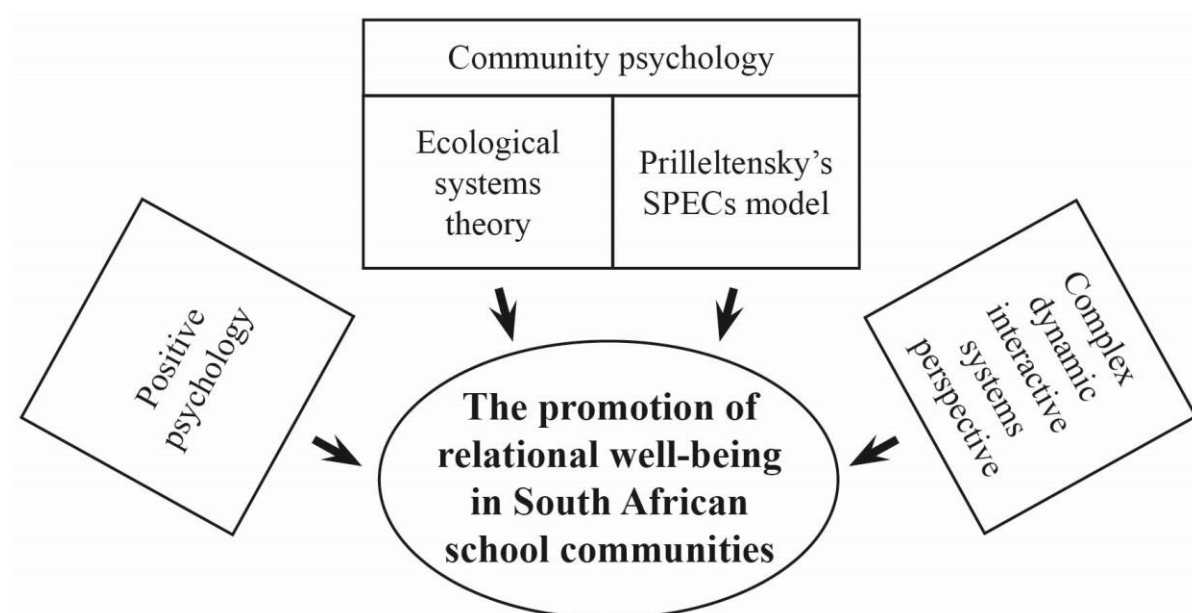 Community psychology
Ecological
systems
theory
Prilleltensky's
SPECs model
Positive
psychology
Complex
dynamic
interactive
systems
perspective
The promotion of
relational well-being
in South African
school communities